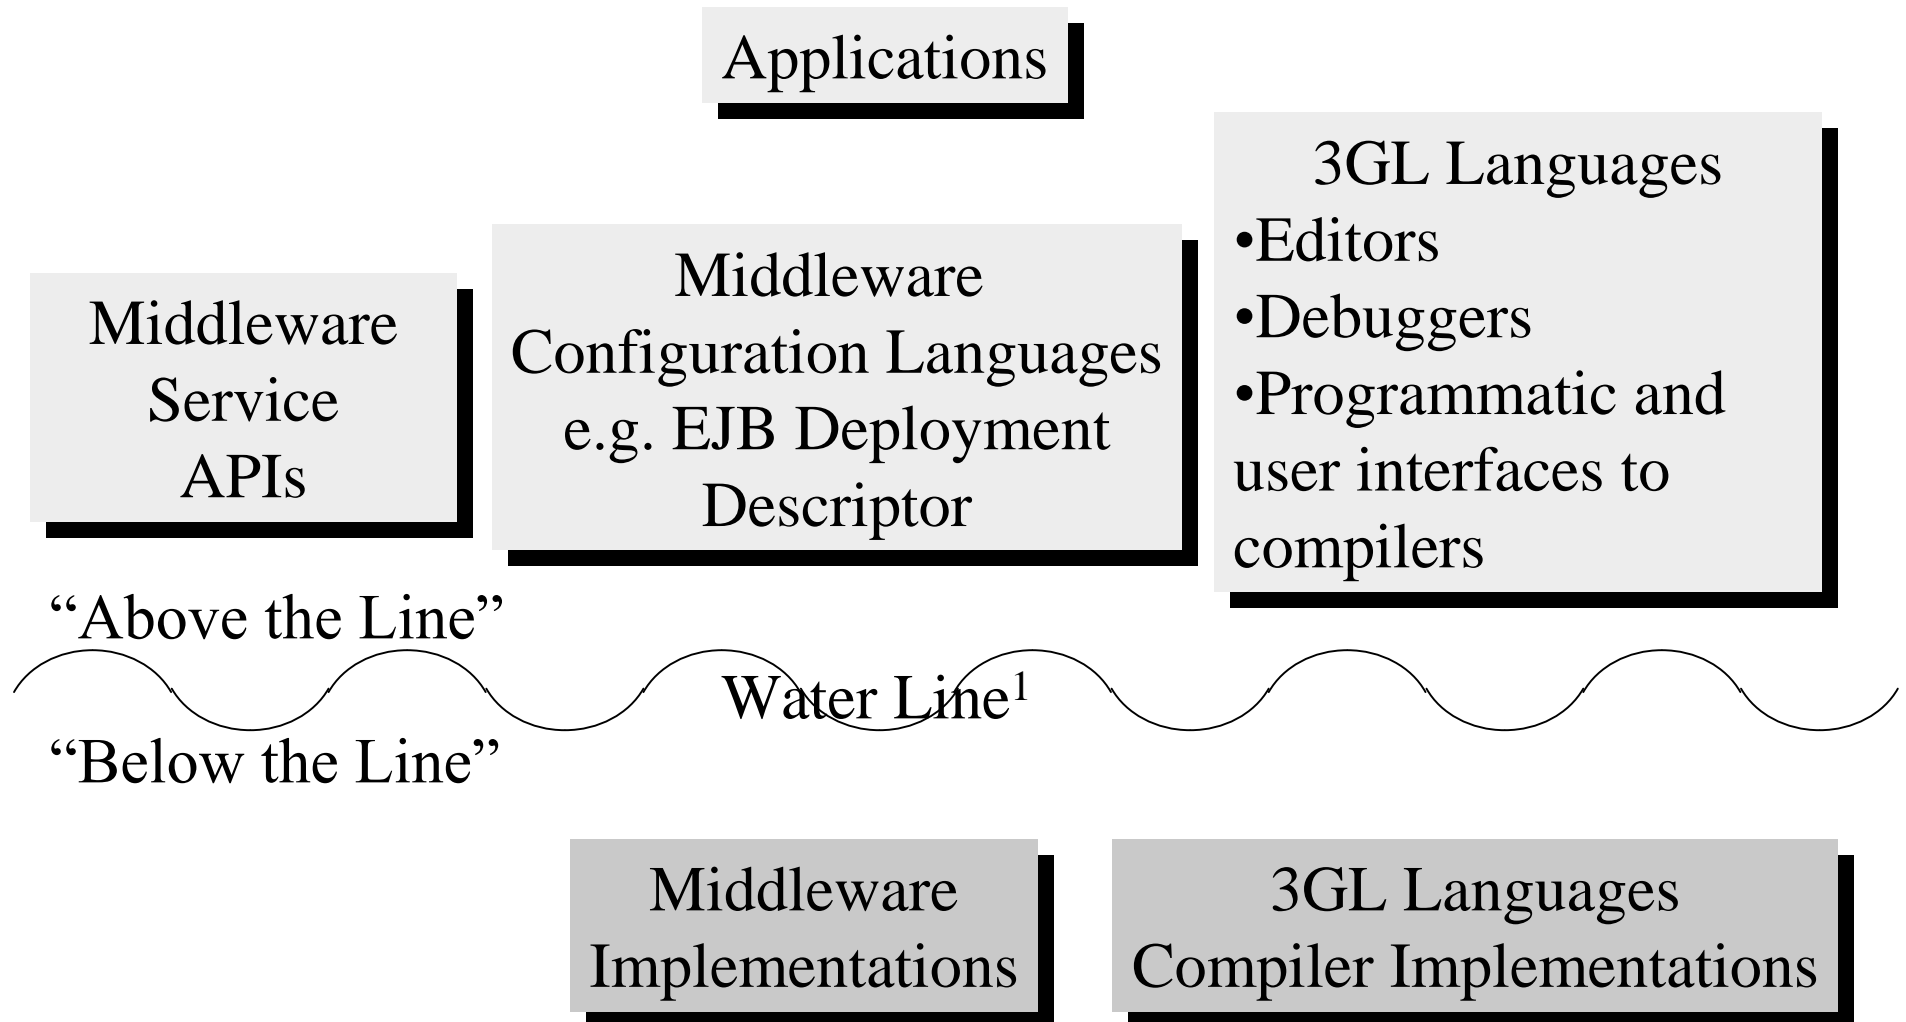 Applications
3GL Languages
•Editors
•Debuggers
•Programmatic and
user interfaces to
compilers
Middleware
Configuration Languages
e.g. EJB Deployment
Descriptor
Middleware
Service
APIs
“Above the Line”
Water Line¹
“Below the Line”
Middleware
Implementations
3GL Languages
Compiler Implementations